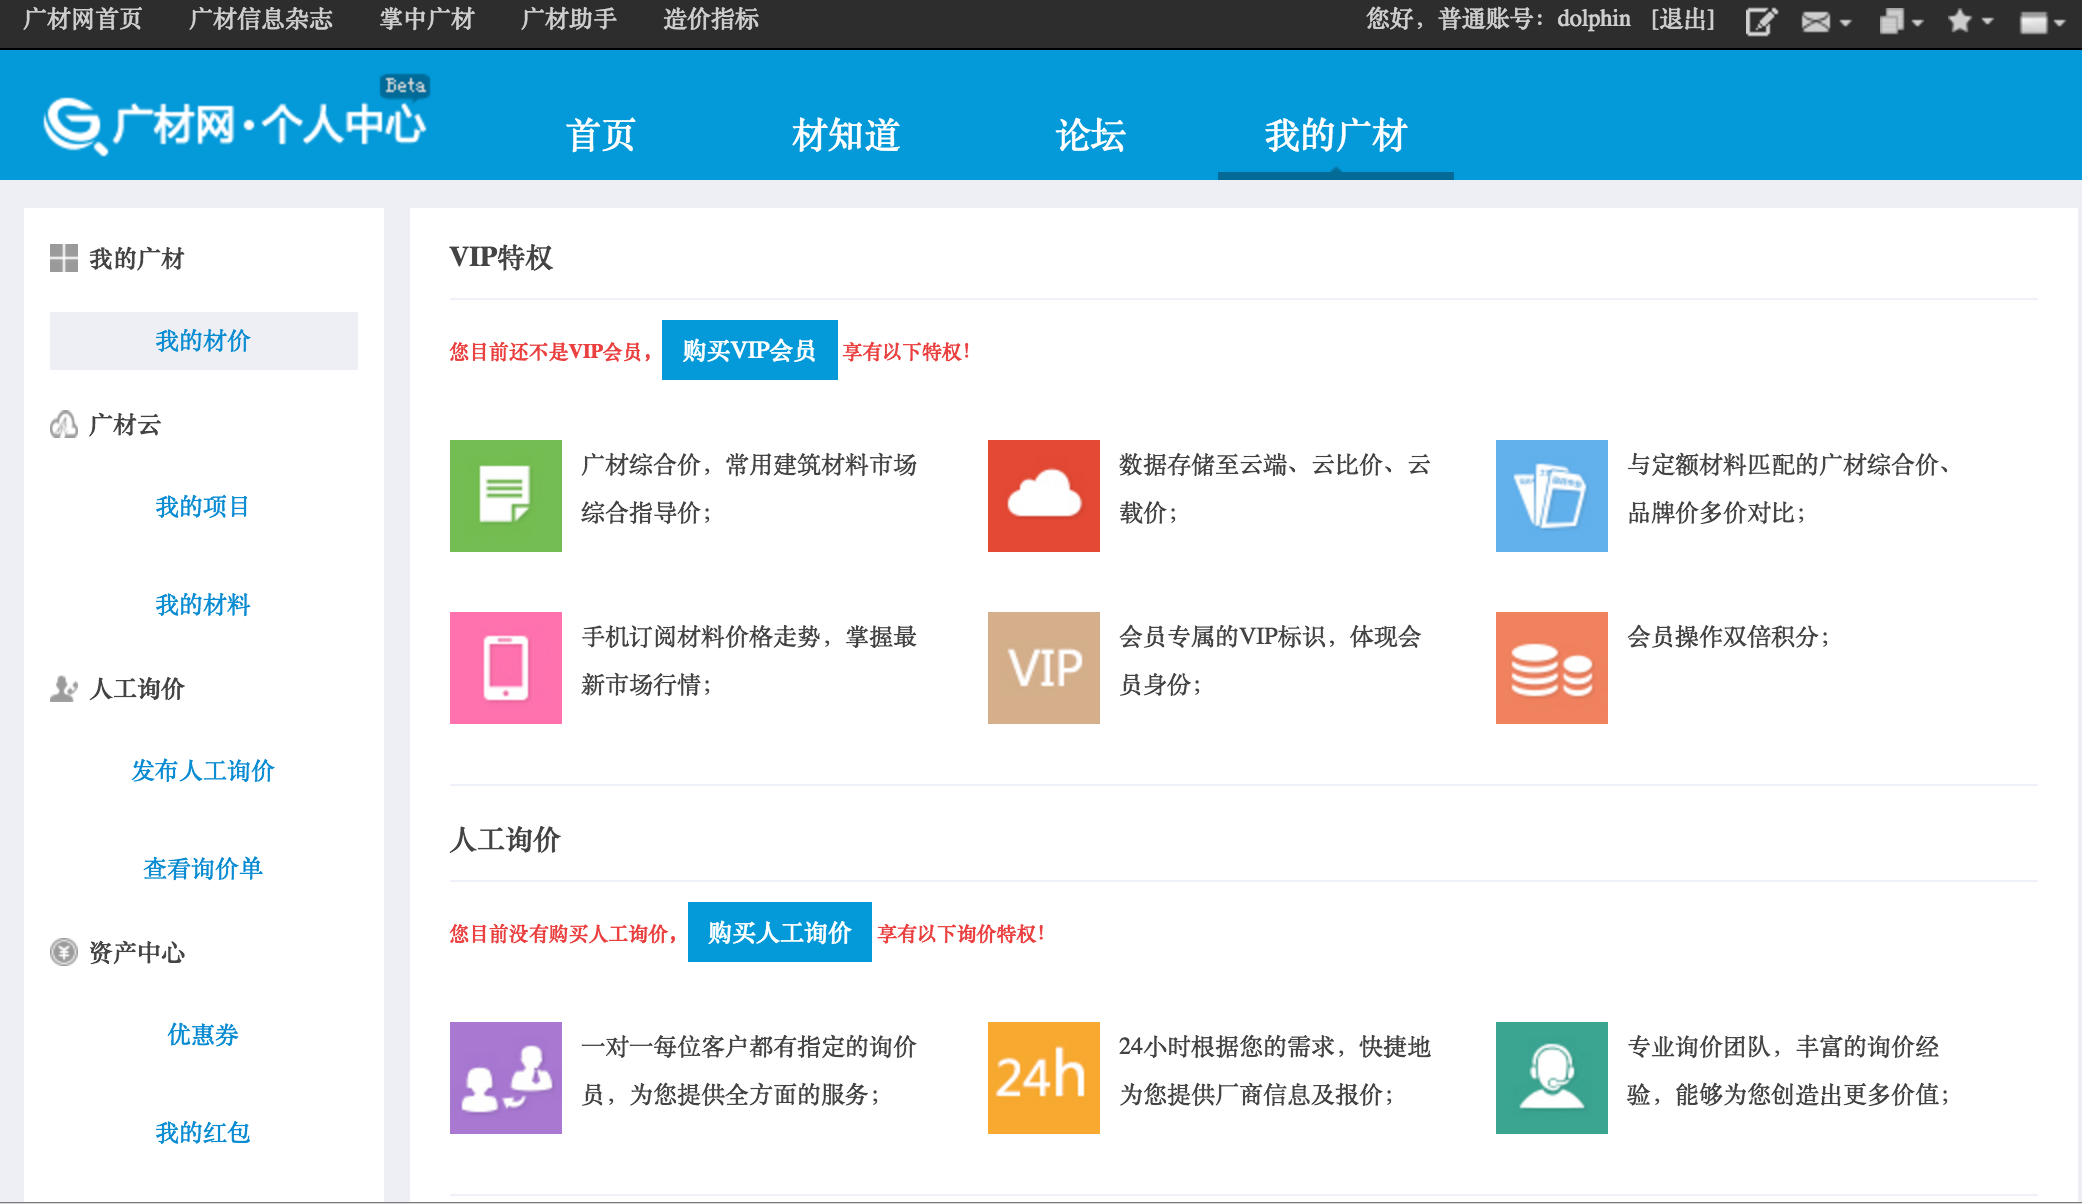 广材网首页 广材信息杂志 掌中广材 广材助手 造价指标 您好，普通账号：dolphin [退出]
Beta
广材网·个人中心 首页 材知道 论坛 我的广材
我的广材
我的材价
广材云
我的项目
我的材料
人工询价
发布人工询价
查看询价单
资产中心
优惠券
我的红包
VIP特权
您目前还不是VIP会员， 购买VIP会员 享有以下特权！
广材综合价，常用建筑材料市场
综合指导价；
数据存储至云端、云比价、云
载价；
与定额材料匹配的广材综合价、
品牌价多价对比；
手机订阅材料价格走势，掌握最
新市场行情；
VIP
会员专属的VIP标识，体现会
员身份；
会员操作双倍积分；
人工询价
您目前没有购买人工询价， 购买人工询价 享有以下询价特权！
一对一每位客户都有指定的询价
员，为您提供全方面的服务；
24h
24小时根据您的需求，快捷地
为您提供厂商信息及报价；
专业询价团队，丰富的询价经
验，能够为您创造出更多价值；